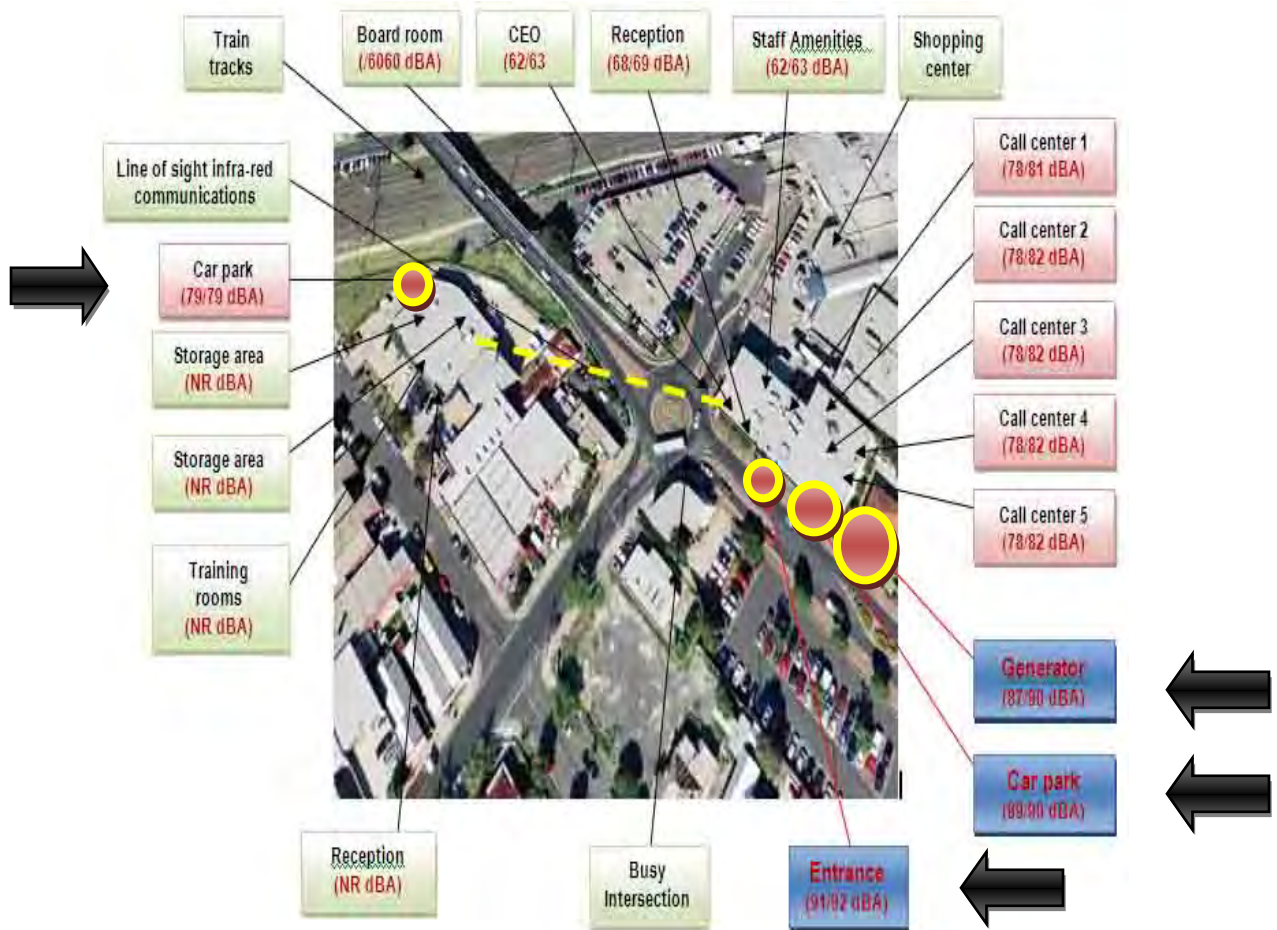 Train
tracks
Board room
(/6060 dBA)
CEO
(62/63
Reception
(68/69 dBA)
Staff Amenities
(62/63 dBA)
Shopping
center
Line of sight infra-red
communications
Call center 1
(78/81 dBA)
Car park
(79/79 dBA)
Call center 2
(78/82 dBA)
Storage area
(NR dBA)
Call center 3
(78/82 dBA)
Storage area
(NR dBA)
Call center 4
(78/82 dBA)
Training
rooms
(NR dBA)
Call center 5
(78/82 dBA)
Generator
(87/90 dBA)
Car park
(89/90 dBA)
Reception
(NR dBA)
Busy
Intersection
Entrance
(91/92 dBA)